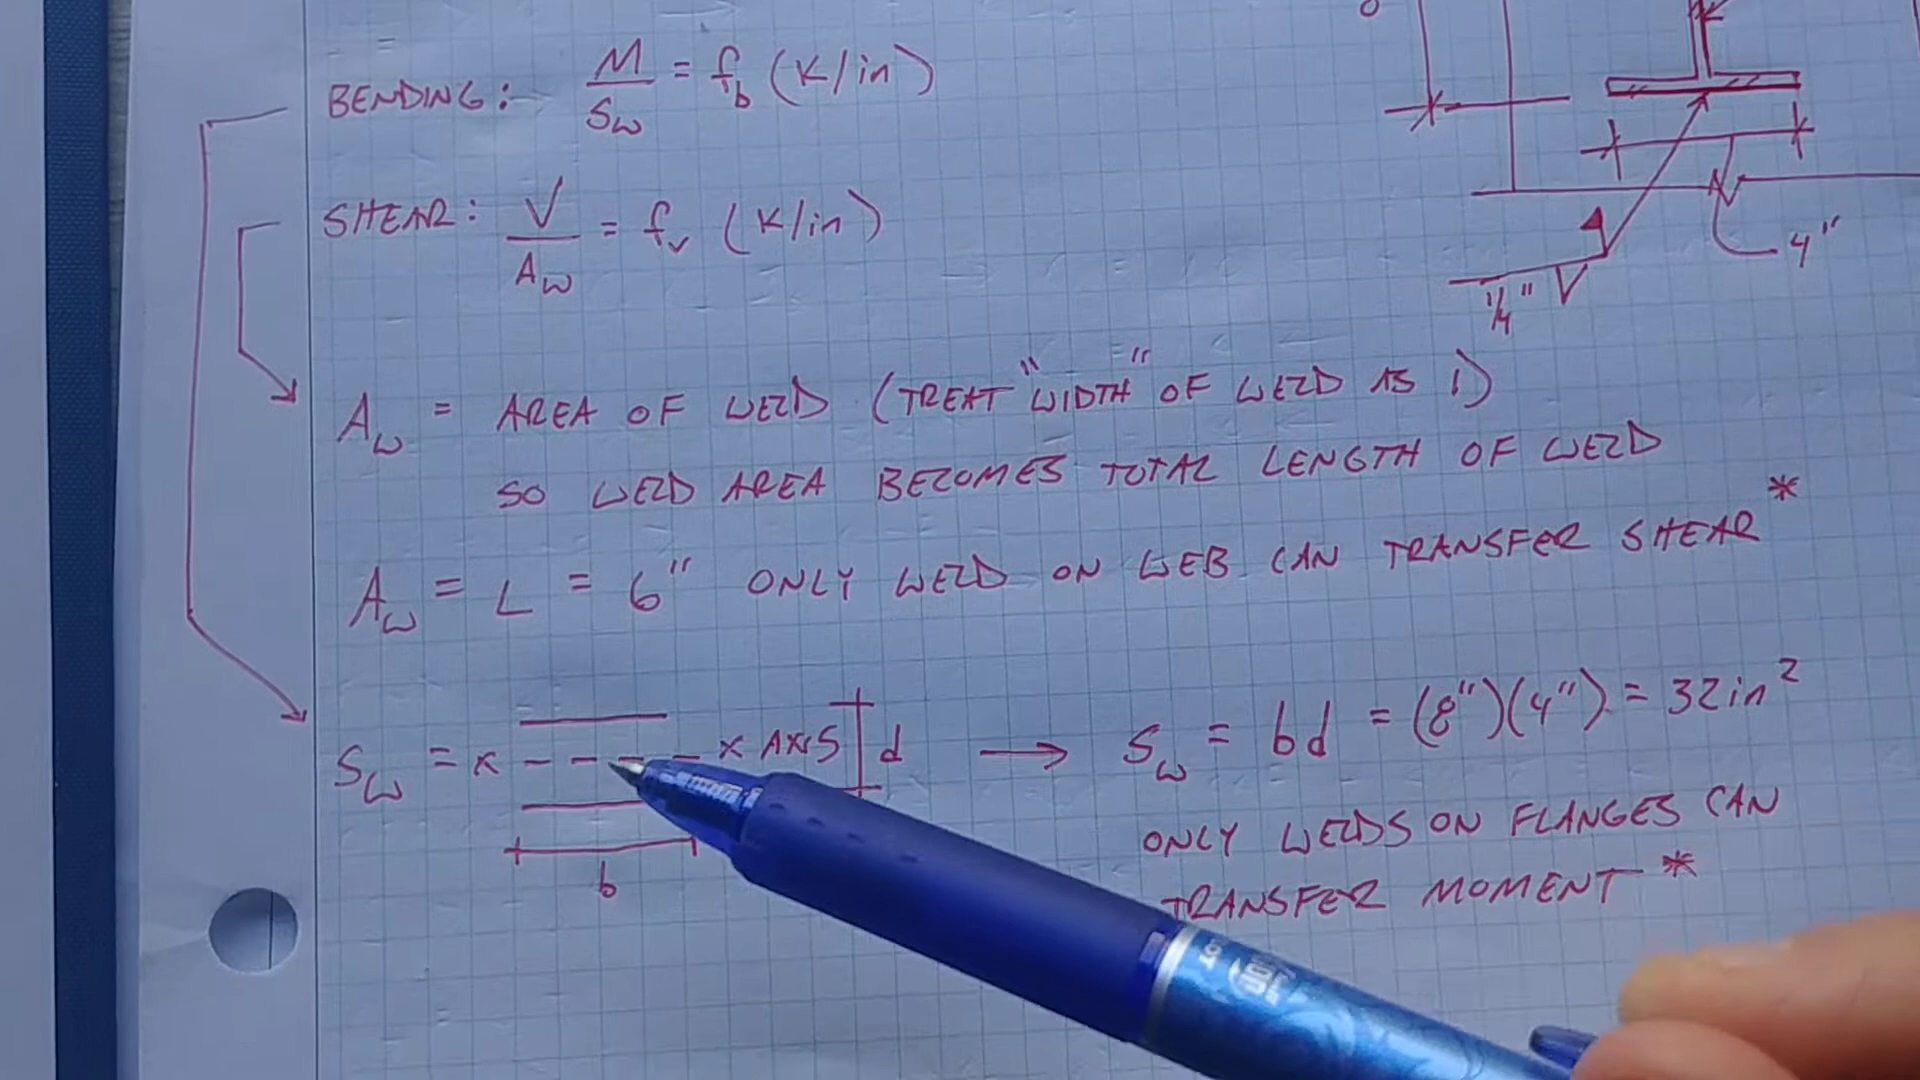 BENDING: M/Sw = fb (K/in)
SHEAR: V/Aw = fv (K/in)
4"
1/4"
Aw = AREA OF WELD (TREAT "WIDTH" OF WELD AS 1)
SO WELD AREA BECOMES TOTAL LENGTH OF WELD
Aw = L = 6" ONLY WELD ON WEB CAN TRANSFER SHEAR *
Sw = x x AXIS d → Sw = bd = (8")(4") = 32in²
b
ONLY WELDS ON FLANGES CAN
TRANSFER MOMENT *